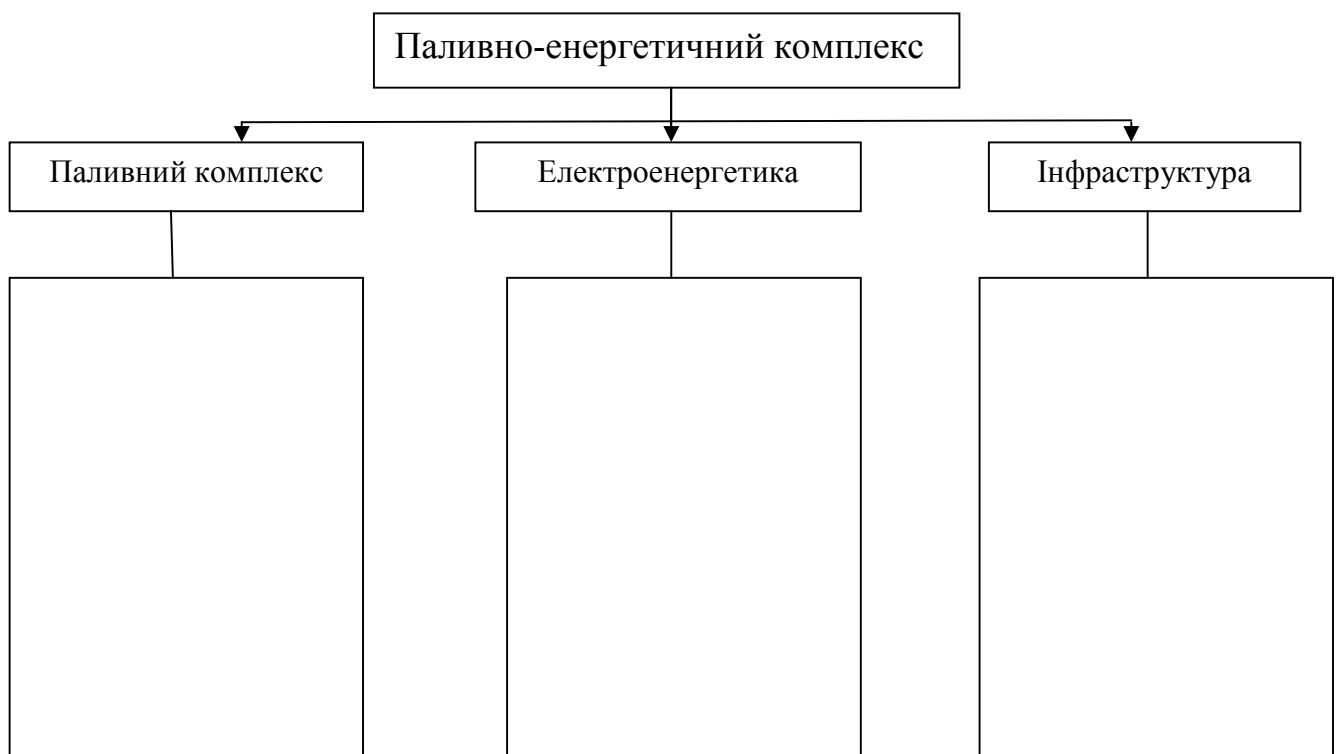 Паливно-енергетичний комплекс
Паливний комплекс
Електроенергетика
Інфраструктура